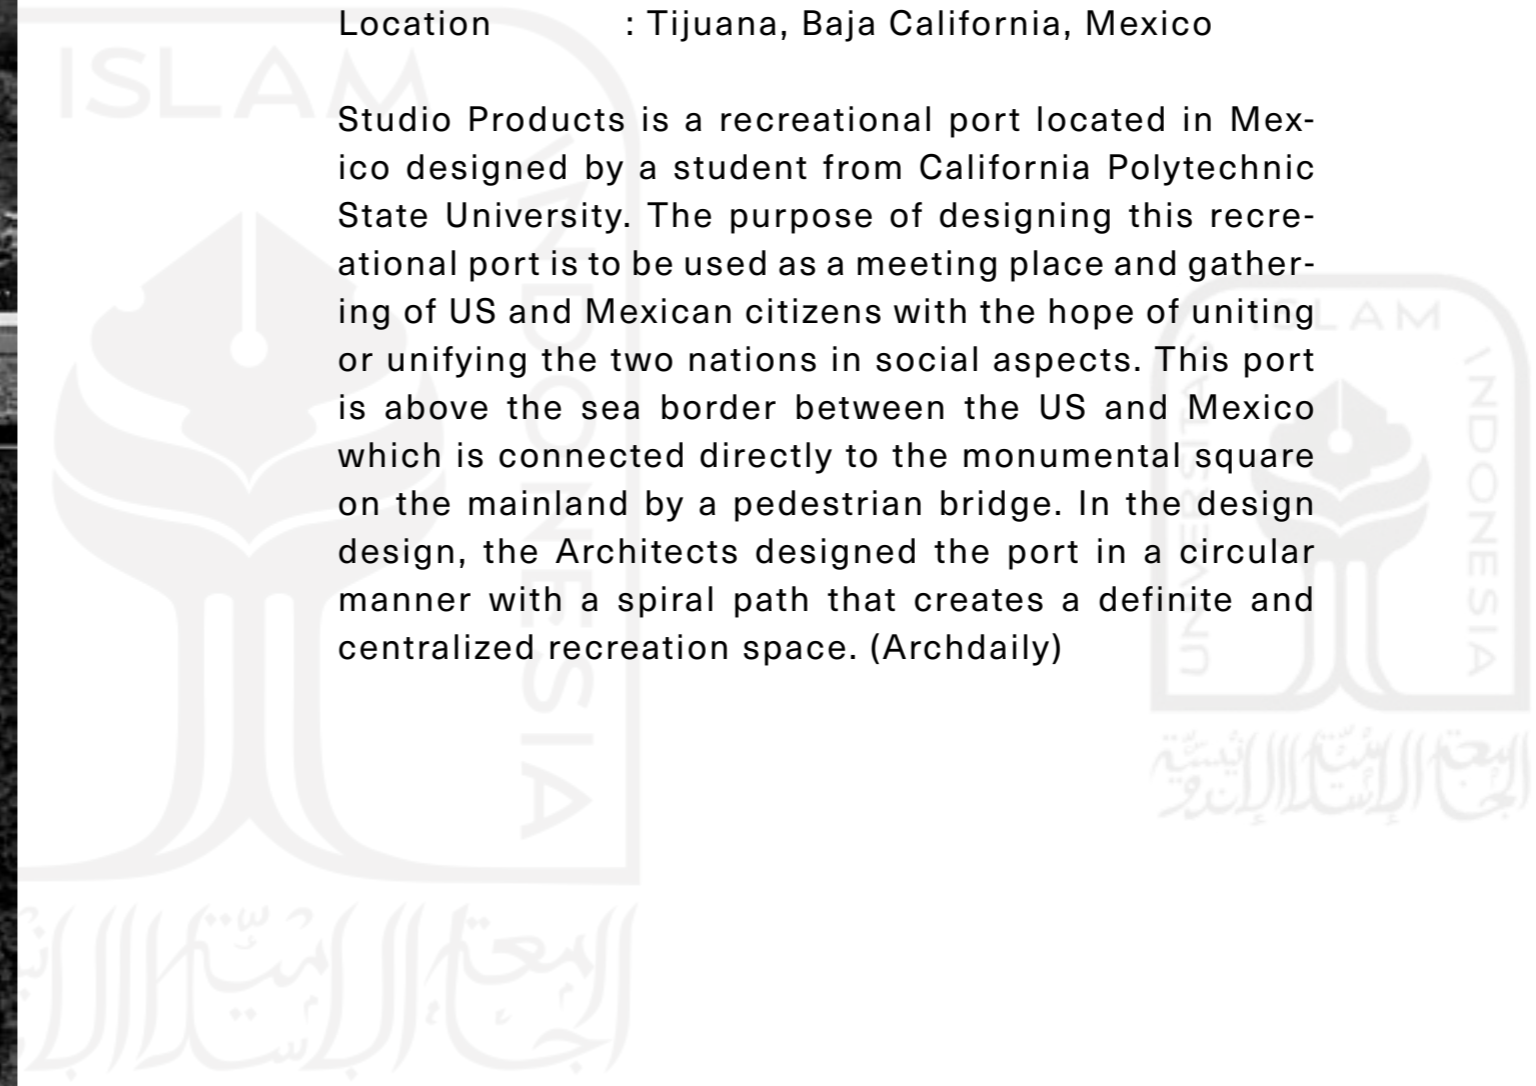 Location : Tijuana, Baja California, Mexico
Studio Products is a recreational port located in Mex-
ico designed by a student from California Polytechnic
State University. The purpose of designing this recre-
ational port is to be used as a meeting place and gather-
ing of US and Mexican citizens with the hope of uniting
or unifying the two nations in social aspects. This port
is above the sea border between the US and Mexico
which is connected directly to the monumental square
on the mainland by a pedestrian bridge. In the design
design, the Architects designed the port in a circular
manner with a spiral path that creates a definite and
centralized recreation space. (Archdaily)
ISLAM
INDONESIA
ISLAM
UNIVERSITAS
INDONESIA